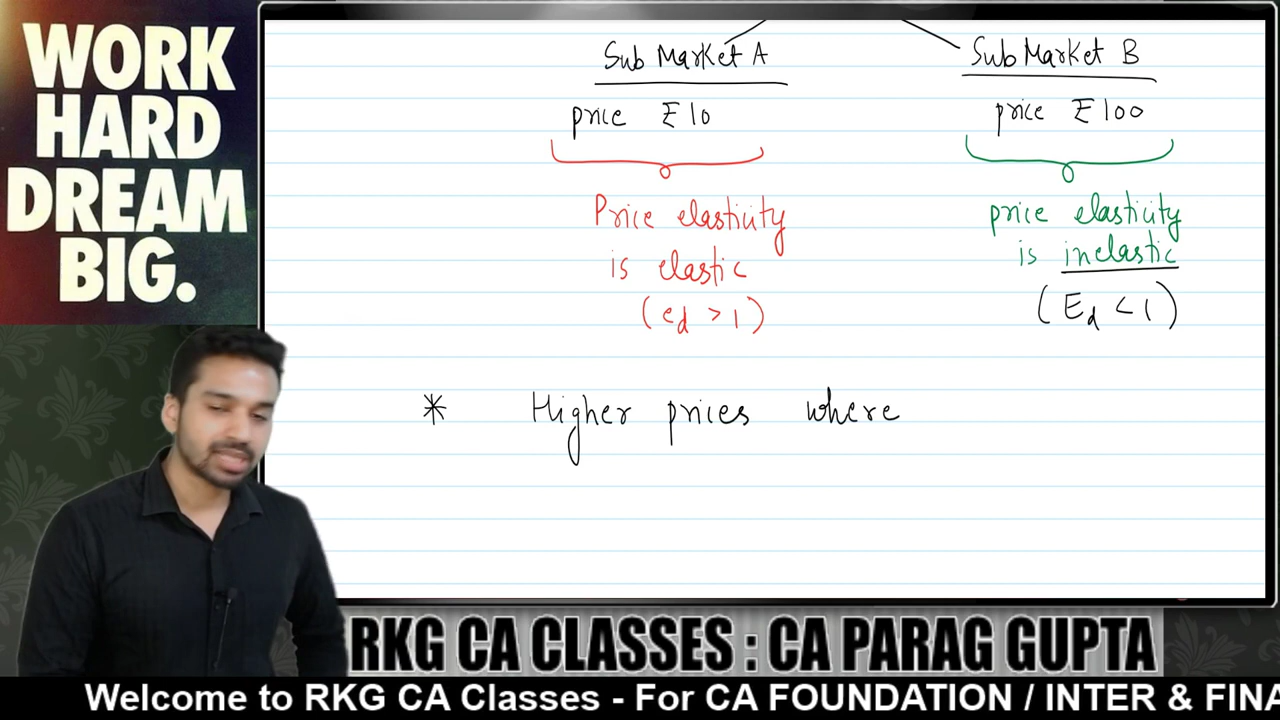 WORK
HARD
DREAM
BIG.
Sub Market A
price ₹10
Price elasticity
is elastic
(ed > 1)
Sub Market B
price ₹100
price elasticity
is inelastic
(Ed < 1)
* Higher prices where
RKG CA CLASSES : CA PARAG GUPTA
Welcome to RKG CA Classes - For CA FOUNDATION / INTER & FINA